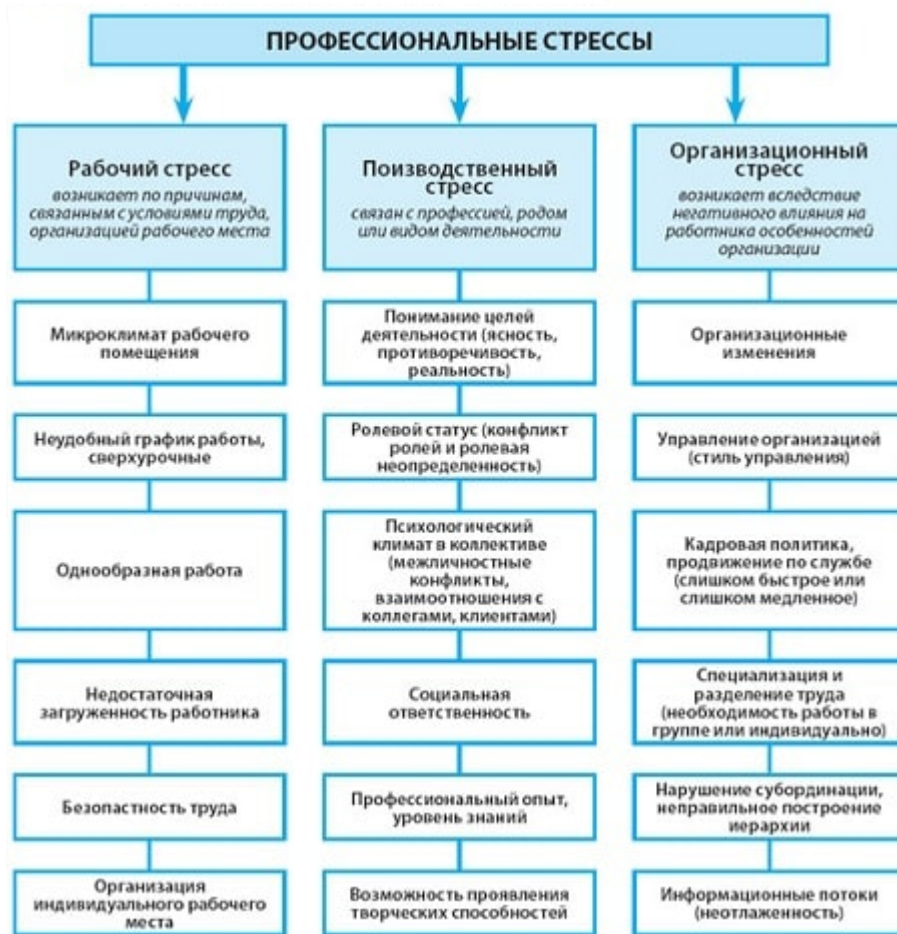 ПРОФЕССИОНАЛЬНЫЕ СТРЕССЫ
Рабочий стресс
возникает по причинам,
связанным с условиями труда,
организацией рабочего места
Микроклимат рабочего
помещения
Неудобный график работы,
сверхурочные
Однообразная работа
Недостаточная
загруженность работника
Безопастность труда
Организация
индивидуального рабочего
места
Поизводственный
стресс
связан с профессией, родом
или видом деятельности
Понимание целей
деятельности (ясность,
противоречивость,
реальность)
Ролевой статус (конфликт
ролей и ролевая
неопределенность)
Психологический
климат в коллективе
(межличностные
конфликты,
взаимоотношения с
коллегами, клиентами)
Социальная
ответственность
Профессиональный опыт,
уровень знаний
Возможность проявления
творческих способностей
Организационный
стресс
возникает вследствие
негативного влияния на
работника особенностей
организации
Организационные
изменения
Управление организацией
(стиль управления)
Кадровая политика,
продвижение по службе
(слишком быстрое или
слишком медленное)
Специализация и
разделение труда
(необходимость работы в
группе или индивидуально)
Нарушение субординации,
неправильное построение
иерархии
Информационные потоки
(неотлаженность)